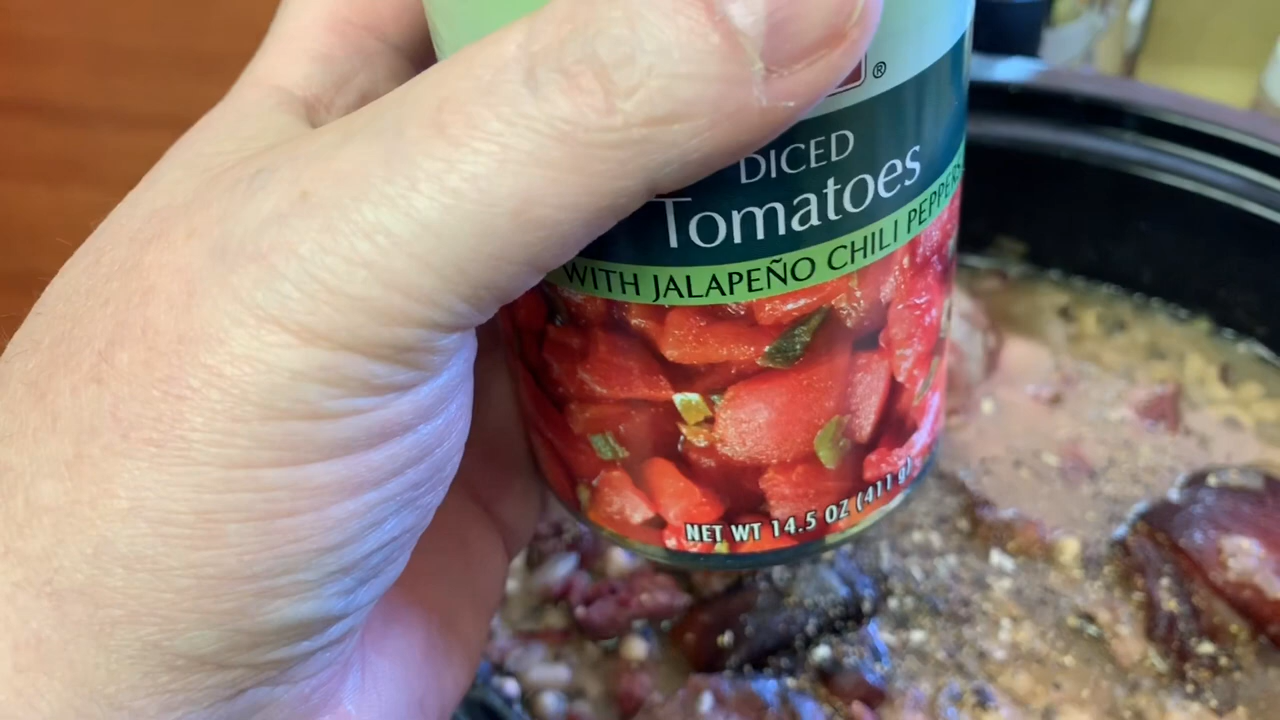 ®
DICED
Tomatoes
WITH JALAPEÑO CHILI PEPPERS
NET WT 14.5 OZ (411 g)